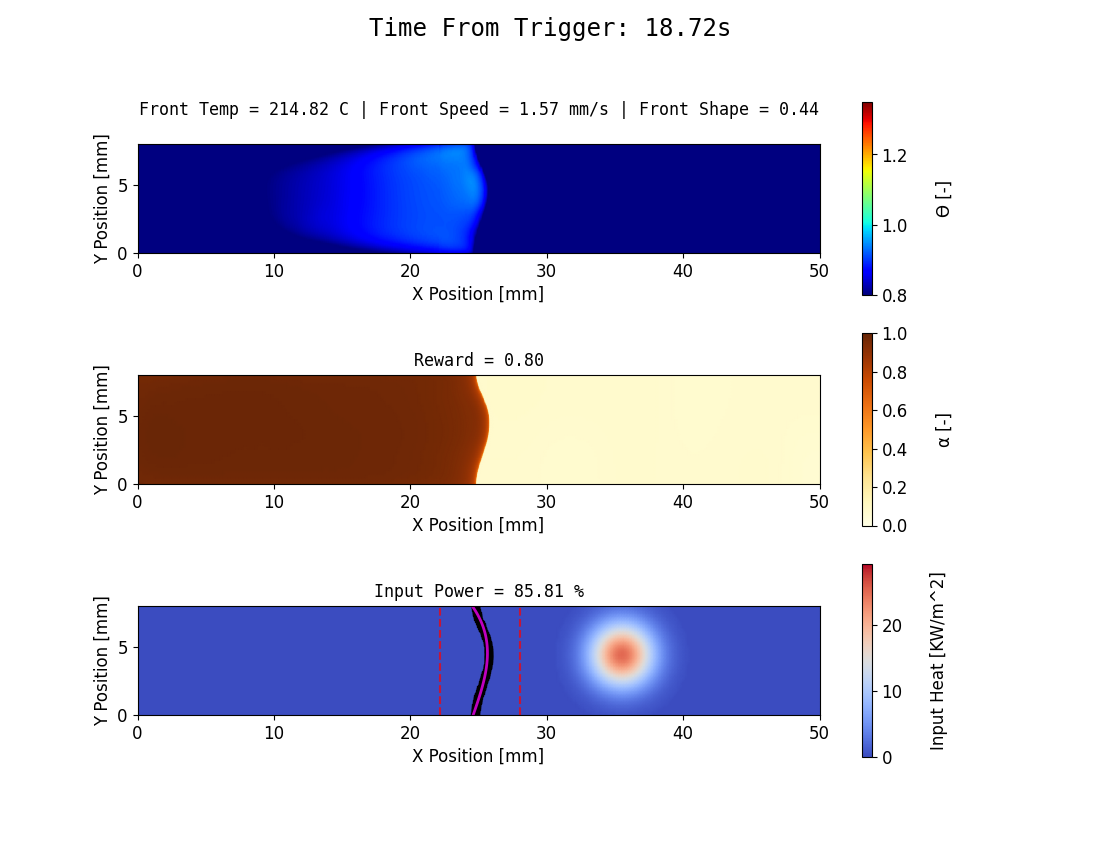 Time From Trigger: 18.72s
Front Temp = 214.82 C | Front Speed = 1.57 mm/s | Front Shape = 0.44
Y Position [mm]
5
0
0 10 20 30 40 50
X Position [mm]
1.2
1.0
0.8
Θ [-]
Reward = 0.80
Y Position [mm]
5
0
0 10 20 30 40 50
X Position [mm]
1.0
0.8
0.6
0.4
0.2
0.0
α [-]
Input Power = 85.81 %
Y Position [mm]
5
0
0 10 20 30 40 50
X Position [mm]
20
10
0
Input Heat [KW/m^2]